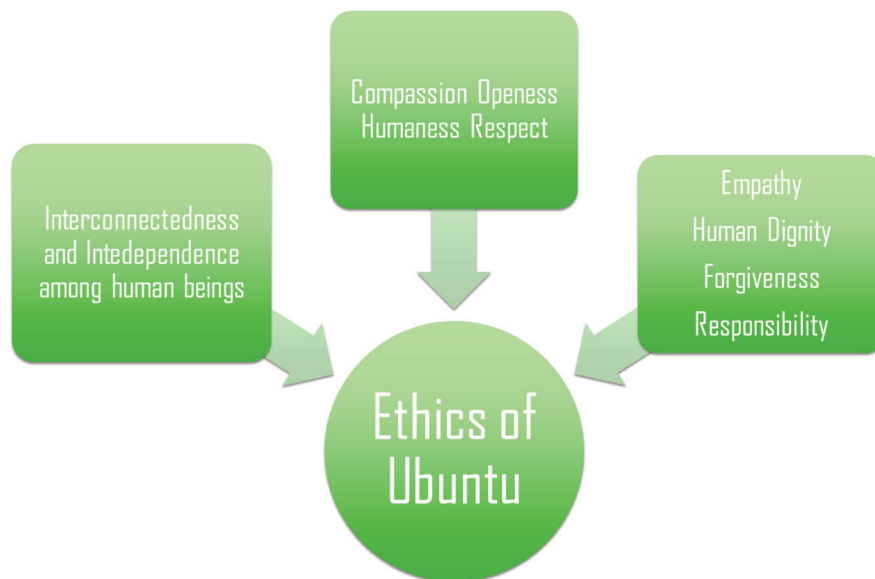 Compassion Openess
Humaness Respect
Interconnectedness
and Intedependence
among human beings
Empathy
Human Dignity
Forgiveness
Responsibility
Ethics of
Ubuntu